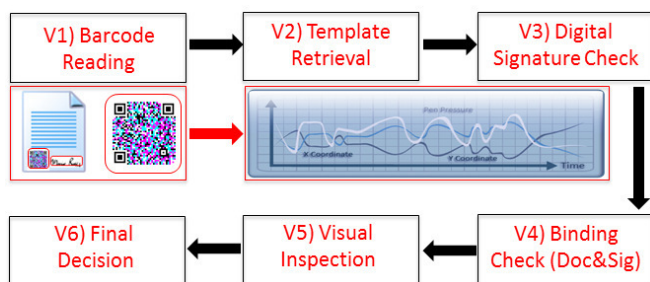 V1) Barcode
Reading
V2) Template
Retrieval
V3) Digital
Signature Check
Pen Pressure
X Coordinate
Y Coordinate
Time
V6) Final
Decision
V5) Visual
Inspection
V4) Binding
Check (Doc&Sig)